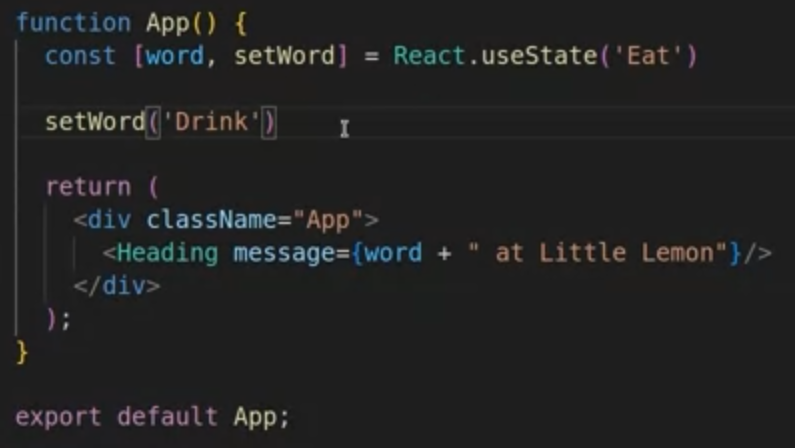 function App() {
const [word, setWord] = React.useState('Eat')
setWord('Drink')
return (
<div className="App">
<Heading message={word + " at Little Lemon"}/>
</div>
);
}
export default App;